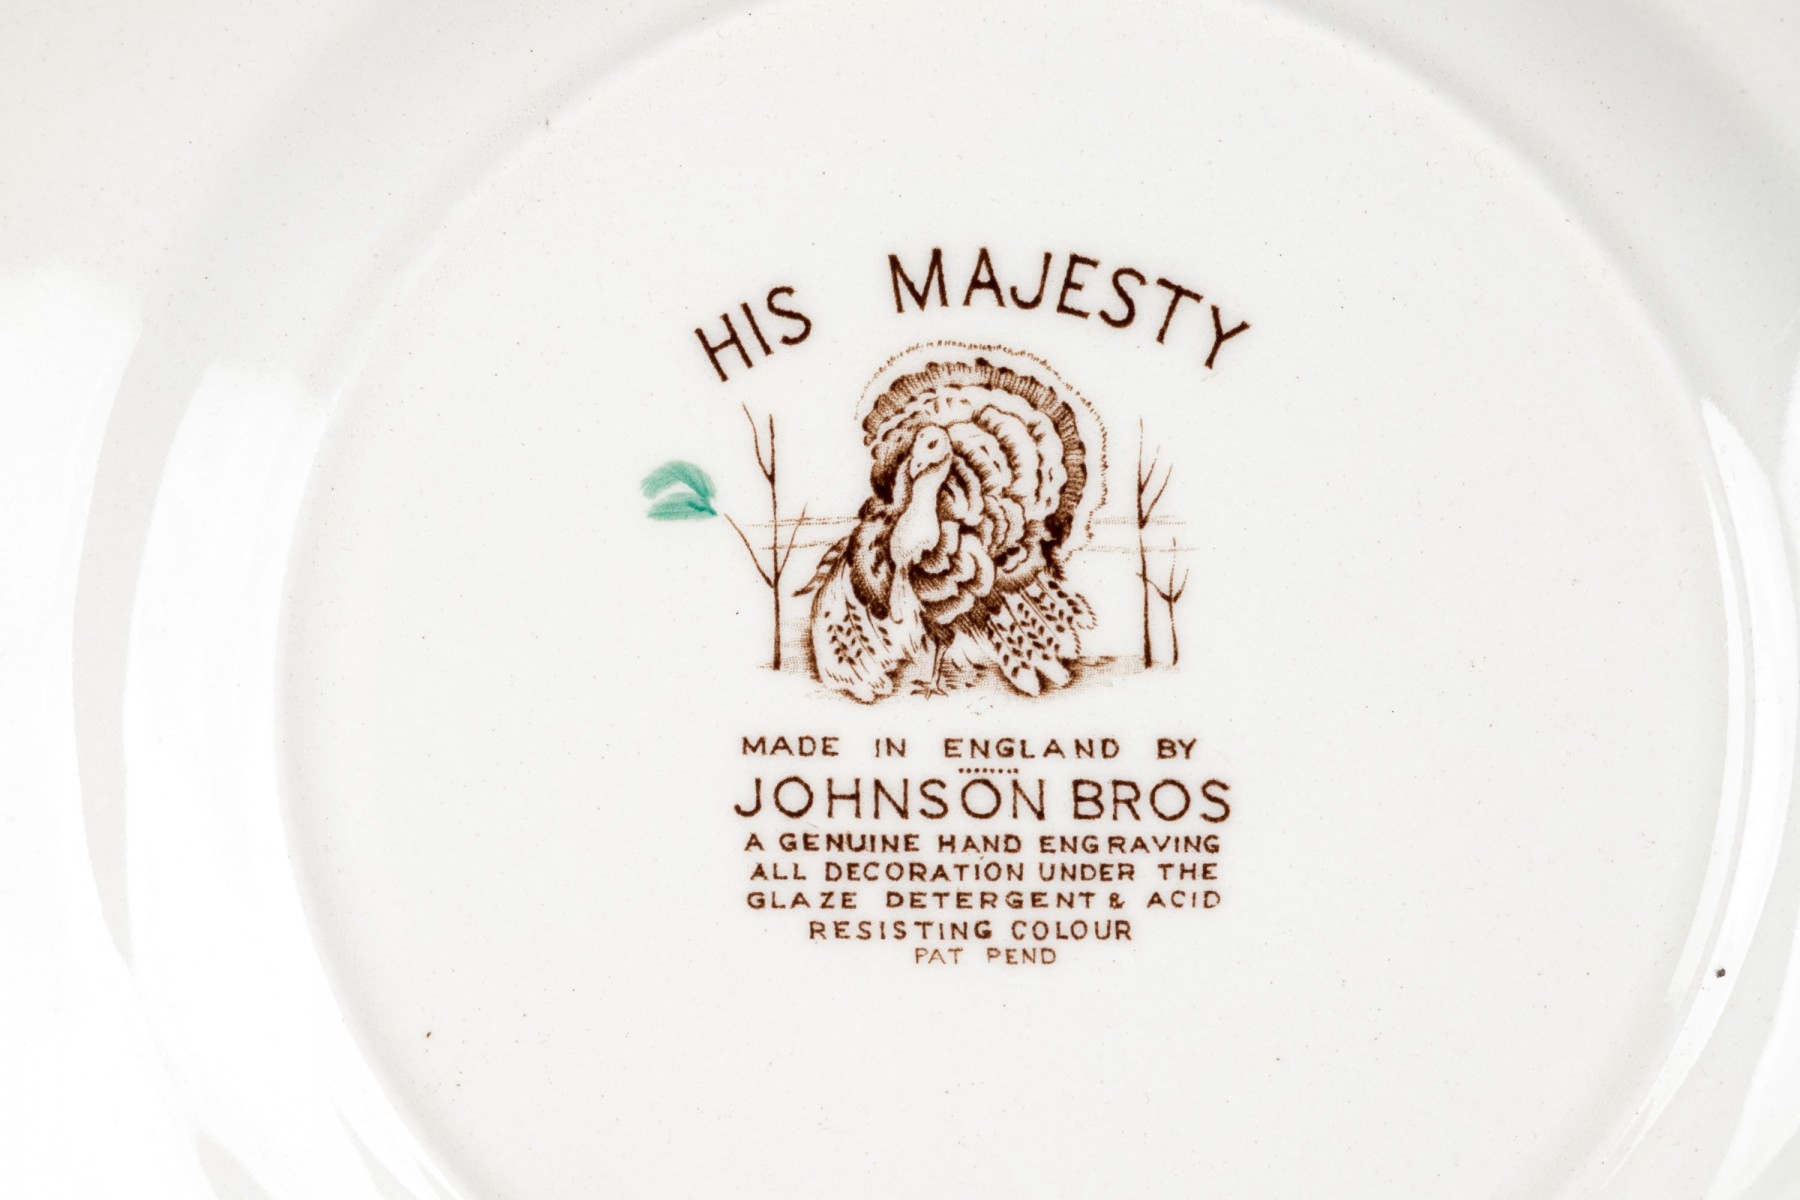 HIS MAJESTY
MADE IN ENGLAND BY
JOHNSON BROS
A GENUINE HAND ENGRAVING
ALL DECORATION UNDER THE
GLAZE DETERGENT & ACID
RESISTING COLOUR
PAT PEND